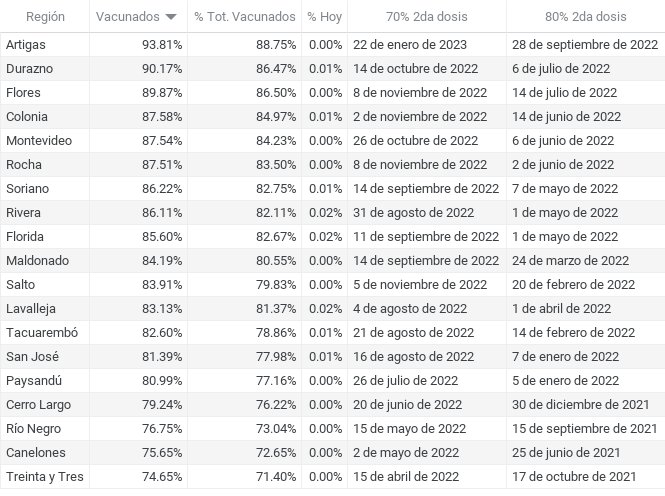 Región Vacunados % Tot. Vacunados % Hoy 70% 2da dosis 80% 2da dosis
Artigas 93.81% 88.75% 0.00% 22 de enero de 2023 28 de septiembre de 2022
Durazno 90.17% 86.47% 0.01% 14 de octubre de 2022 6 de julio de 2022
Flores 89.87% 86.50% 0.00% 8 de noviembre de 2022 14 de julio de 2022
Colonia 87.58% 84.97% 0.01% 2 de noviembre de 2022 14 de junio de 2022
Montevideo 87.54% 84.23% 0.00% 26 de octubre de 2022 6 de junio de 2022
Rocha 87.51% 83.50% 0.00% 8 de noviembre de 2022 2 de junio de 2022
Soriano 86.22% 82.75% 0.01% 14 de septiembre de 2022 7 de mayo de 2022
Rivera 86.11% 82.11% 0.02% 31 de agosto de 2022 1 de mayo de 2022
Florida 85.60% 82.67% 0.02% 11 de septiembre de 2022 1 de mayo de 2022
Maldonado 84.19% 80.55% 0.00% 14 de septiembre de 2022 24 de marzo de 2022
Salto 83.91% 79.83% 0.00% 5 de noviembre de 2022 20 de febrero de 2022
Lavalleja 83.13% 81.37% 0.02% 4 de agosto de 2022 1 de abril de 2022
Tacuarembó 82.60% 78.86% 0.01% 21 de agosto de 2022 14 de febrero de 2022
San José 81.39% 77.98% 0.01% 16 de agosto de 2022 7 de enero de 2022
Paysandú 80.99% 77.16% 0.00% 26 de julio de 2022 5 de enero de 2022
Cerro Largo 79.24% 76.22% 0.00% 20 de junio de 2022 30 de diciembre de 2021
Río Negro 76.75% 73.04% 0.00% 15 de mayo de 2022 15 de septiembre de 2021
Canelones 75.65% 72.65% 0.00% 2 de mayo de 2022 25 de junio de 2021
Treinta y Tres 74.65% 71.40% 0.00% 15 de abril de 2022 17 de octubre de 2021